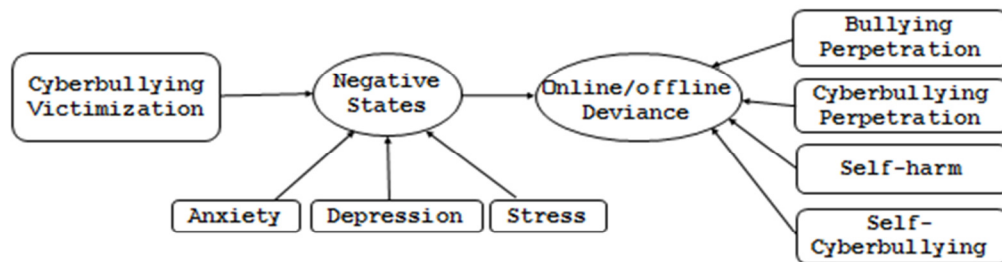 Cyberbullying
Victimization
Negative
States
Online/offline
Deviance
Bullying
Perpetration
Cyberbullying
Perpetration
Self-harm
Self-
Cyberbullying
Anxiety
Depression
Stress